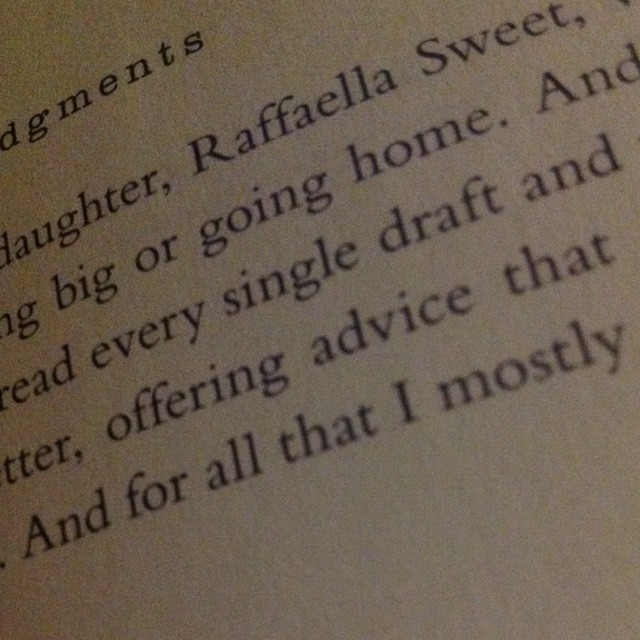 dgments
daughter, Raffaella Sweet,
ng big or going home. And
read every single draft and
tter, offering advice that
. And for all that I mostly